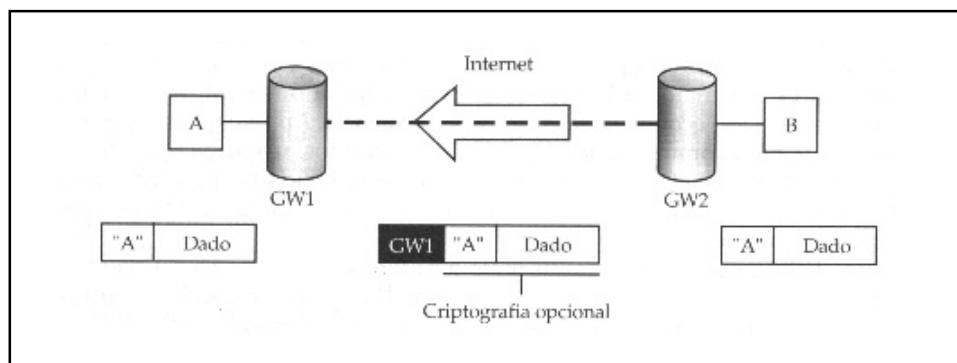 Internet
A
B
GW1
GW2
"A" Dado
GW1 "A" Dado
"A" Dado
Criptografia opcional